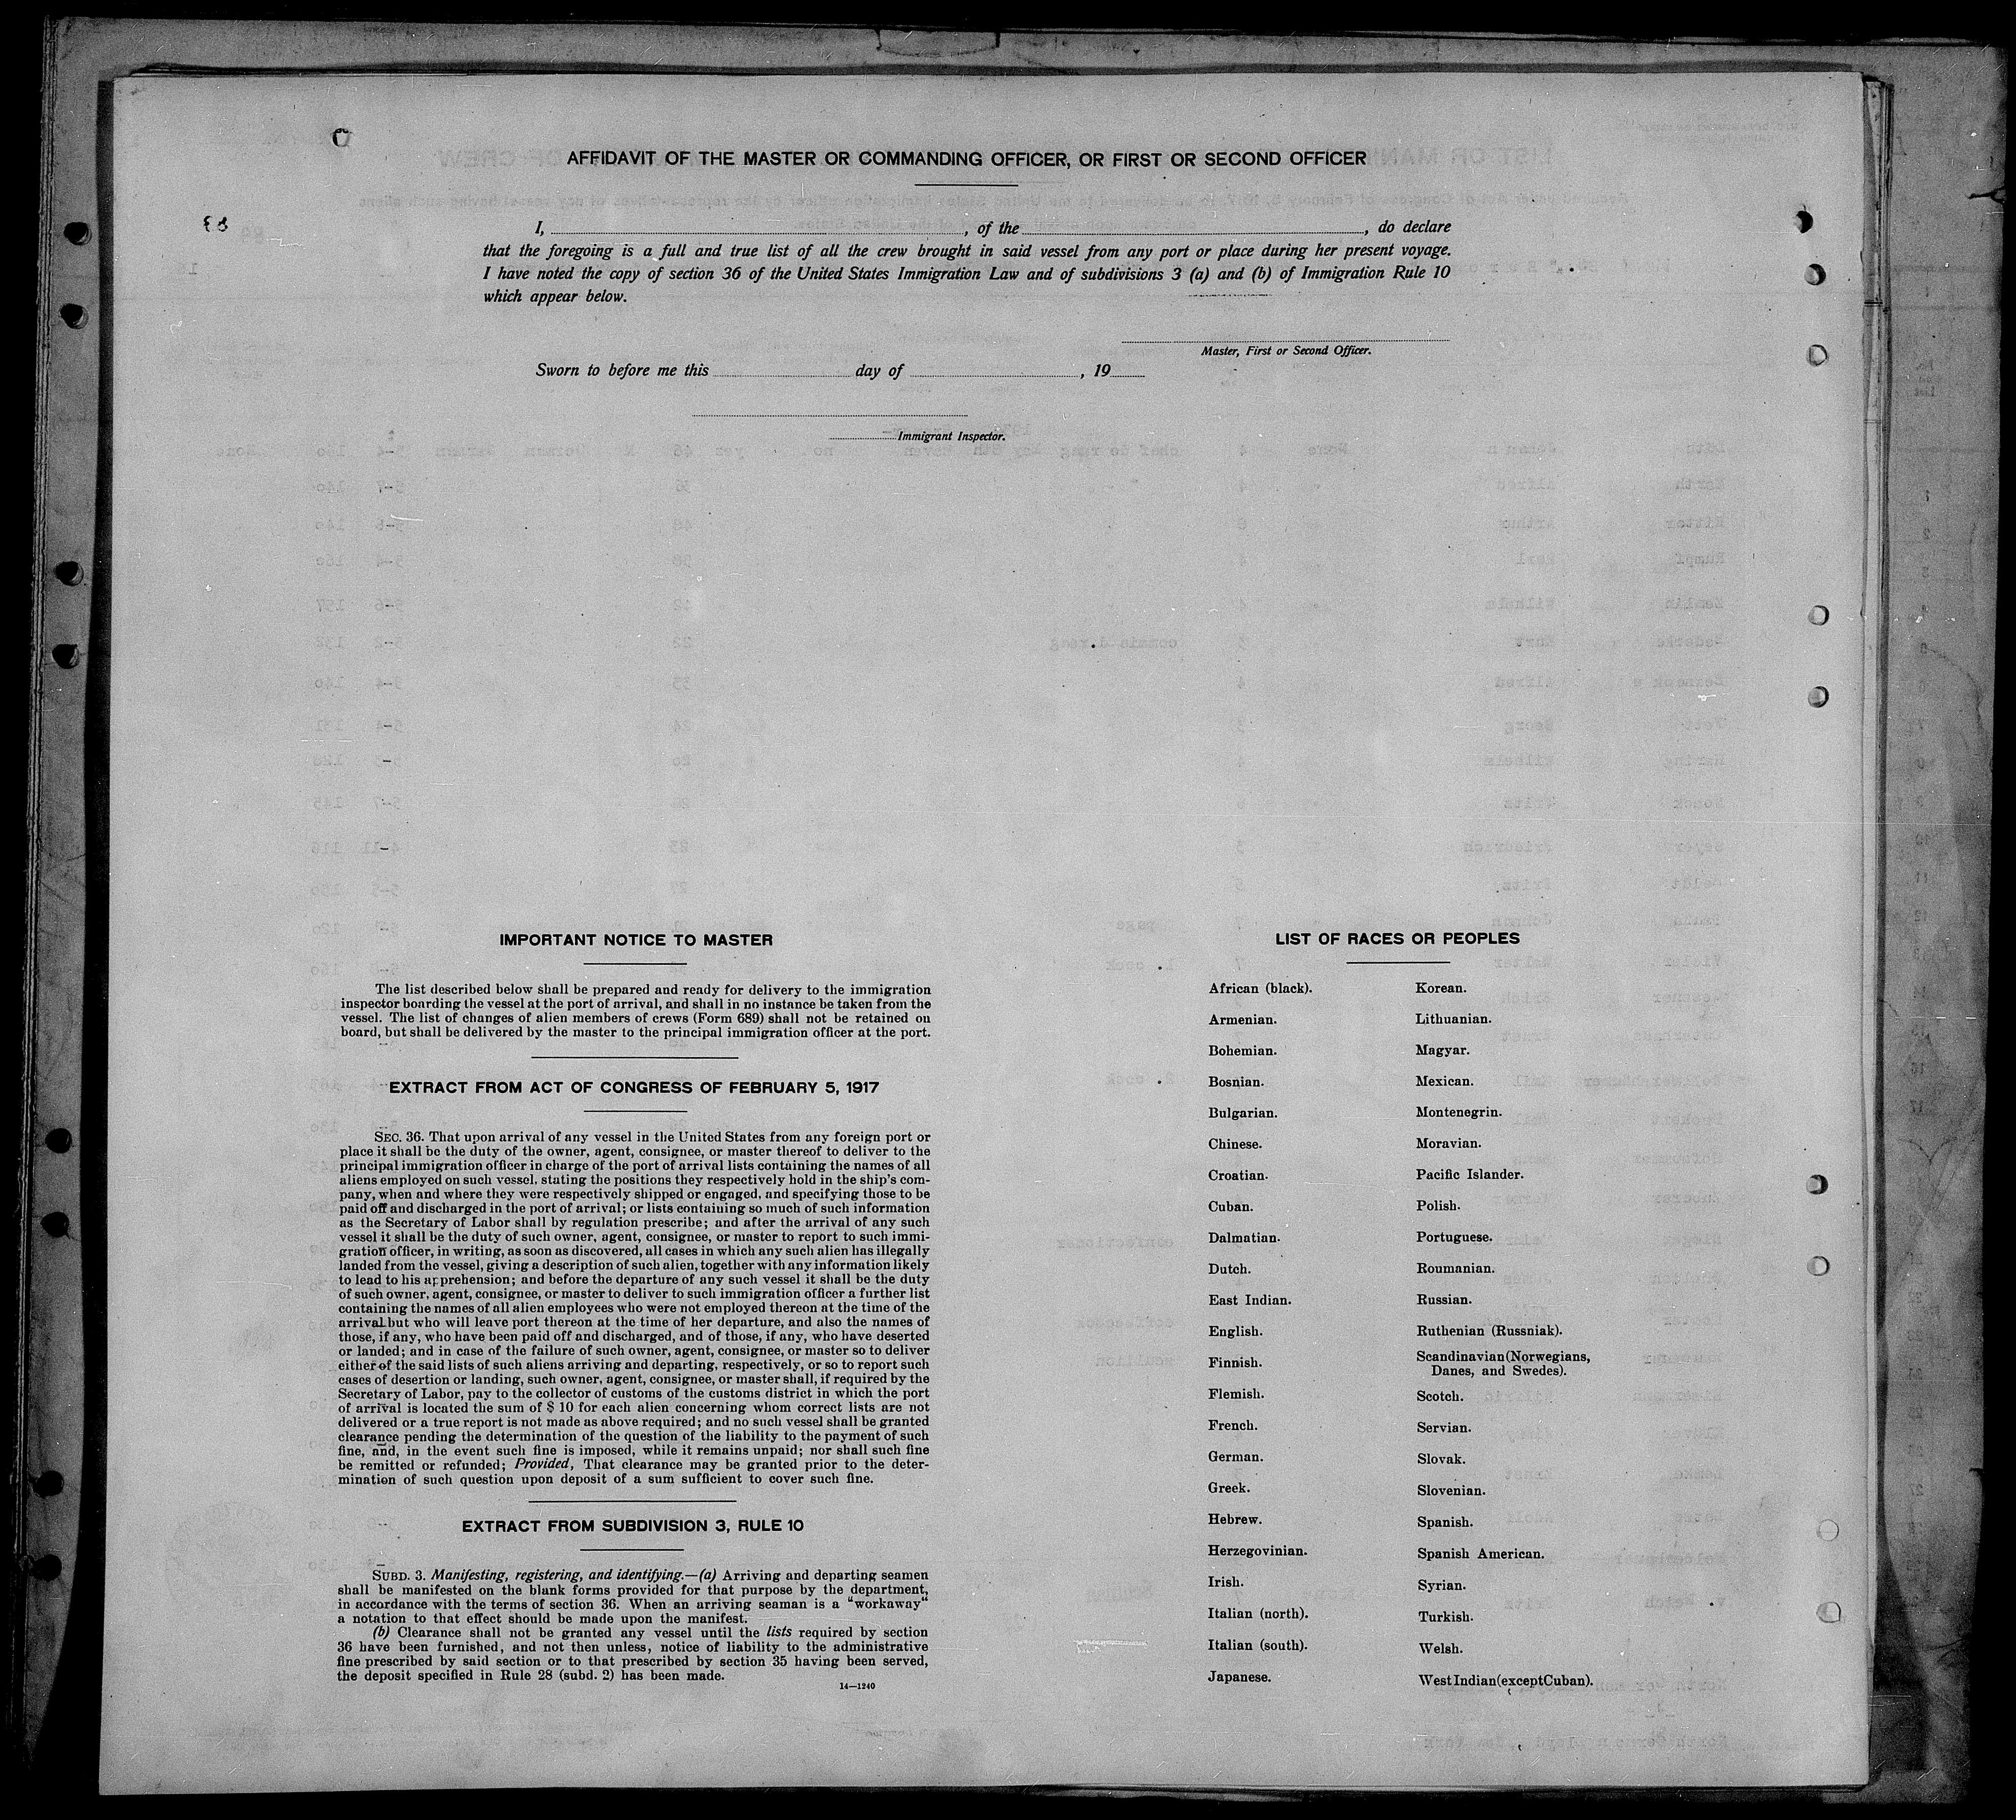 AFFIDAVIT OF THE MASTER OR COMMANDING OFFICER, OR FIRST OR SECOND OFFICER
I, , of the , do declare
that the foregoing is a full and true list of all the crew brought in said vessel from any port or place during her present voyage.
I have noted the copy of section 36 of the United States Immigration Law and of subdivisions 3 (a) and (b) of Immigration Rule 10
which appear below.
Master, First or Second Officer.
Sworn to before me this day of , 19
Immigrant Inspector.
IMPORTANT NOTICE TO MASTER
The list described below shall be prepared and ready for delivery to the immigration
inspector boarding the vessel at the port of arrival, and shall in no instance be taken from the
vessel. The list of changes of alien members of crews (Form 689) shall not be retained on
board, but shall be delivered by the master to the principal immigration officer at the port.
EXTRACT FROM ACT OF CONGRESS OF FEBRUARY 5, 1917
SEC. 36. That upon arrival of any vessel in the United States from any foreign port or
place it shall be the duty of the owner, agent, consignee, or master thereof to deliver to the
principal immigration officer in charge of the port of arrival lists containing the names of all
aliens employed on such vessel, stating the positions they respectively hold in the ship's com-
pany, when and where they were respectively shipped or engaged, and specifying those to be
paid off and discharged in the port of arrival; or lists containing so much of such information
as the Secretary of Labor shall by regulation prescribe; and after the arrival of any such
vessel it shall be the duty of such owner, agent, consignee, or master to report to such immi-
gration officer, in writing, as soon as discovered, all cases in which any such alien has illegally
landed from the vessel, giving a description of such alien, together with any information likely
to lead to his apprehension; and before the departure of any such vessel it shall be the duty
of such owner, agent, consignee, or master to deliver to such immigration officer a further list
containing the names of all alien employees who were not employed thereon at the time of the
arrival but who will leave port thereon at the time of her departure, and also the names of
those, if any, who have been paid off and discharged, and of those, if any, who have deserted
or landed; and in case of the failure of such owner, agent, consignee, or master so to deliver
either of the said lists of such aliens arriving and departing, respectively, or so to report such
cases of desertion or landing, such owner, agent, consignee, or master shall, if required by the
Secretary of Labor, pay to the collector of customs of the customs district in which the port
of arrival is located the sum of $ 10 for each alien concerning whom correct lists are not
delivered or a true report is not made as above required; and no such vessel shall be granted
clearance pending the determination of the question of the liability to the payment of such
fine, and, in the event such fine is imposed, while it remains unpaid; nor shall such fine
be remitted or refunded; Provided, That clearance may be granted prior to the deter-
mination of such question upon deposit of a sum sufficient to cover such fine.
EXTRACT FROM SUBDIVISION 3, RULE 10
SUBD. 3. Manifesting, registering, and identifying.—(a) Arriving and departing seamen
shall be manifested on the blank forms provided for that purpose by the department,
in accordance with the terms of section 36. When an arriving seaman is a "workaway"
a notation to that effect should be made upon the manifest.
(b) Clearance shall not be granted any vessel until the lists required by section
36 have been furnished, and not then unless, notice of liability to the administrative
fine prescribed by said section or to that prescribed by section 35 having been served,
the deposit specified in Rule 28 (subd. 2) has been made.
14—1240
LIST OF RACES OR PEOPLES
African (black).
Armenian.
Bohemian.
Bosnian.
Bulgarian.
Chinese.
Croatian.
Cuban.
Dalmatian.
Dutch.
East Indian.
English.
Finnish.
Flemish.
French.
German.
Greek.
Hebrew.
Herzegovinian.
Irish.
Italian (north).
Italian (south).
Japanese.
Korean.
Lithuanian.
Magyar.
Mexican.
Montenegrin.
Moravian.
Pacific Islander.
Polish.
Portuguese.
Roumanian.
Russian.
Ruthenian (Russniak).
Scandinavian (Norwegians,
Danes, and Swedes).
Scotch.
Servian.
Slovak.
Slovenian.
Spanish.
Spanish American.
Syrian.
Turkish.
Welsh.
West Indian (except Cuban).